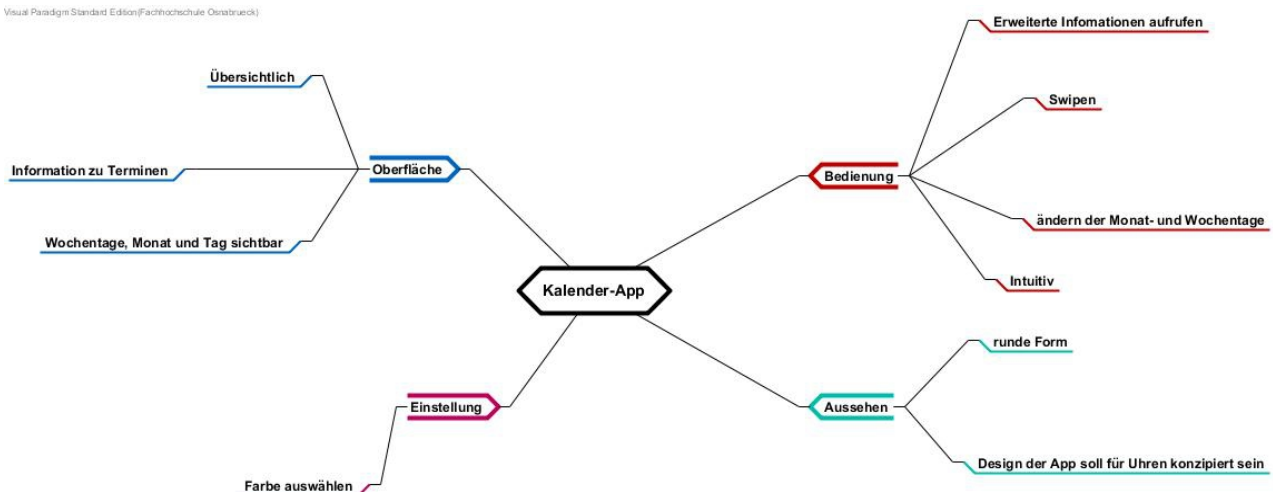 Visual Paradigm Standard Edition(Fachhochschule Osnabrueck)
Erweiterte Infomationen aufrufen
Übersichtlich
Swipen
Information zu Terminen
Oberfläche
Bedienung
ändern der Monat- und Wochentage
Wochentage, Monat und Tag sichtbar
Intuitiv
Kalender-App
runde Form
Einstellung
Aussehen
Design der App soll für Uhren konzipiert sein
Farbe auswählen